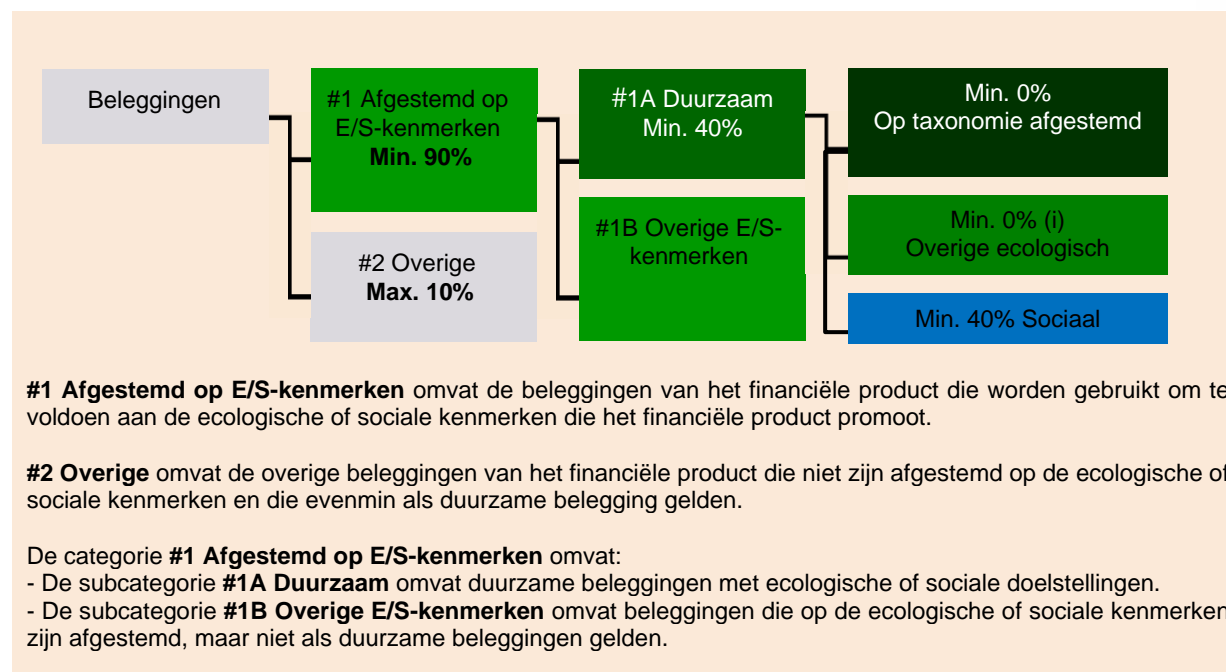 Beleggingen
#1 Afgestemd op
E/S-kenmerken
Min. 90%
#2 Overige
Max. 10%
#1A Duurzaam
Min. 40%
#1B Overige E/S-
kenmerken
Min. 0%
Op taxonomie afgestemd
Min. 0% (i)
Overige ecologisch
Min. 40% Sociaal
#1 Afgestemd op E/S-kenmerken omvat de beleggingen van het financiële product die worden gebruikt om te
voldoen aan de ecologische of sociale kenmerken die het financiële product promoot.
#2 Overige omvat de overige beleggingen van het financiële product die niet zijn afgestemd op de ecologische of
sociale kenmerken en die evenmin als duurzame belegging gelden.
De categorie #1 Afgestemd op E/S-kenmerken omvat:
- De subcategorie #1A Duurzaam omvat duurzame beleggingen met ecologische of sociale doelstellingen.
- De subcategorie #1B Overige E/S-kenmerken omvat beleggingen die op de ecologische of sociale kenmerken
zijn afgestemd, maar niet als duurzame beleggingen gelden.